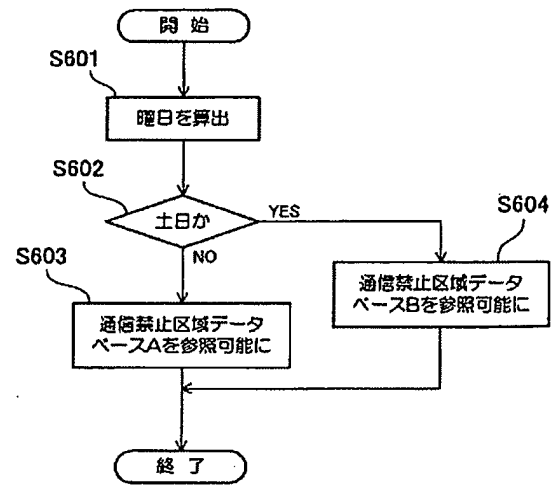 開 始
S601
曜日を算出
S602
土日か
YES
NO
S604
通信禁止区域データ
ベースBを参照可能に
S603
通信禁止区域データ
ベースAを参照可能に
終 了